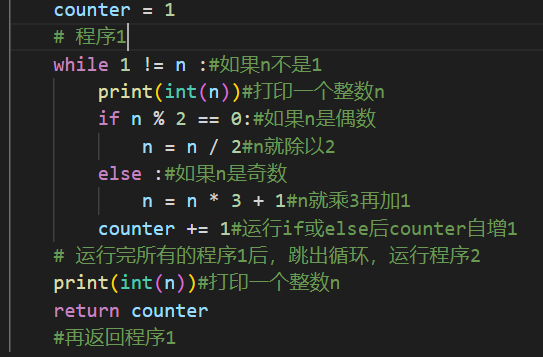 counter = 1
# 程序1
while 1 != n :#如果n不是1
print(int(n))#打印一个整数n
if n % 2 == 0:#如果n是偶数
n = n / 2#n就除以2
else :#如果n是奇数
n = n * 3 + 1#n就乘3再加1
counter += 1#运行if或else后counter自增1
# 运行完所有的程序1后，跳出循环，运行程序2
print(int(n))#打印一个整数n
return counter
#再返回程序1